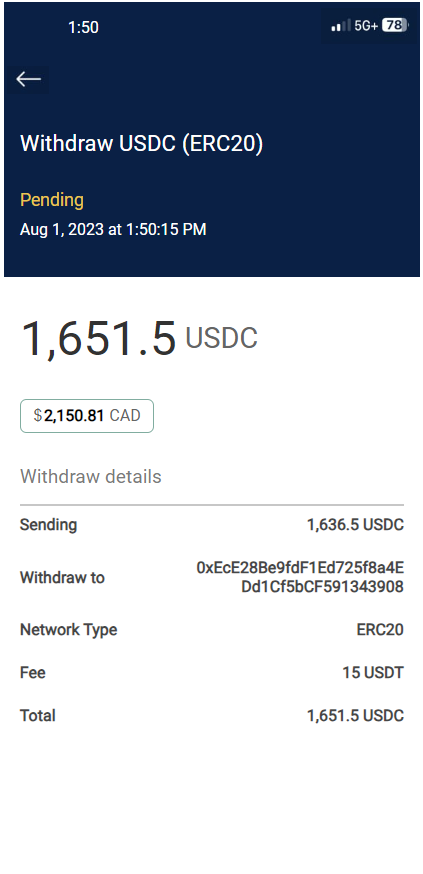 1:50
5G+ 78
Withdraw USDC (ERC20)
Pending
Aug 1, 2023 at 1:50:15 PM
1,651.5 USDC
$2,150.81 CAD
Withdraw details
Sending 1,636.5 USDC
0xEcE28Be9fdF1Ed725f8a4E
Withdraw to
Dd1Cf5bCF591343908
Network Type ERC20
Fee 15 USDT
Total 1,651.5 USDC